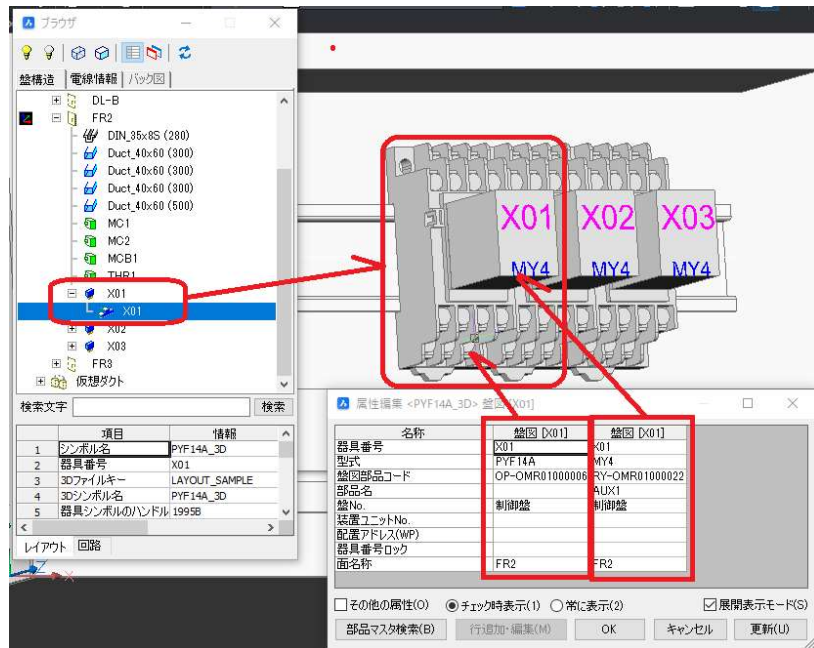 ブラウザ
盤構造 電線情報 バック図
DL-B
FR2
DIN_35x8S (280)
Duct_40x60 (300)
Duct_40x60 (300)
Duct_40x60 (300)
Duct_40x60 (500)
MC1
MC2
MCB1
THR1
X01
X01
X02
X03
FR3
仮想ダクト
検索文字 検索
項目 情報
1 シンボル名 PYF14A_3D
2 器具番号 X01
3 3Dファイルキー LAYOUT_SAMPLE
4 3Dシンボル名 PYF14A_3D
5 器具シンボルのハンドル 1995B
レイアウト 回路
Z
X
X01 X02 X03
MY4 MY4 MY4
属性編集 <PYF14A_3D> 盤図 [X01]
名称 盤図 [X01] 盤図 [X01]
器具番号 X01 X01
型式 PYF14A MY4
盤図部品コード OP-OMR01000006 RY-OMR01000022
部品名 AUX1
盤No. 制御盤 制御盤
装置ユニットNo.
配置アドレス(WP)
器具番号ロック
面名称 FR2 FR2
その他の属性(O) チェック時表示(1) 常に表示(2) 展開表示モード(S)
部品マスタ検索(B) 行追加・編集(M) OK キャンセル 更新(U)